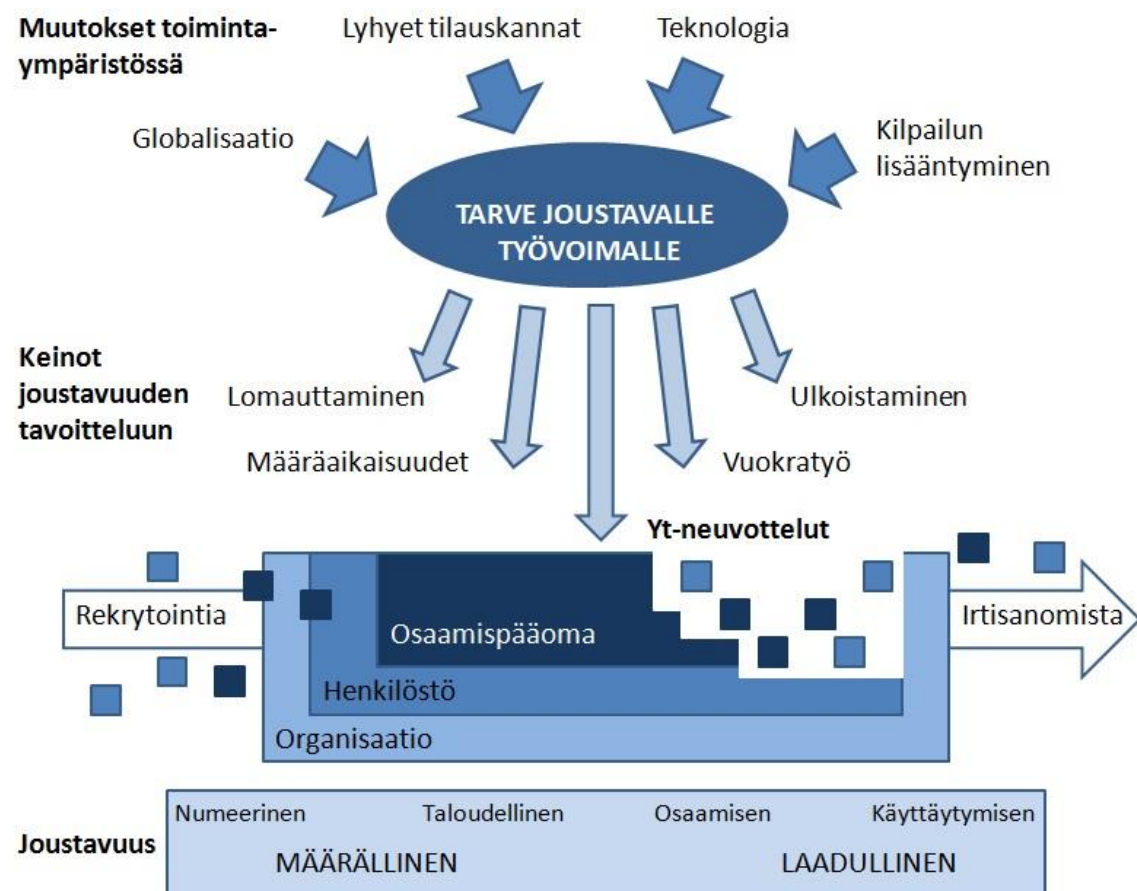 Muutokset toiminta-
ympäristössä
Lyhyet tilauskannat
Teknologia
Globalisaatio
Kilpailun
lisääntyminen
TARVE JOUSTAVALLE
TYÖVOIMALLE
Keinot
joustavuuden
tavoitteluun
Lomauttaminen
Ulkoistaminen
Määräaikaisuudet
Vuokratyö
Yt-neuvottelut
Rekrytointia
Osaamispääoma
Irtisanomista
Henkilöstö
Organisaatio
Joustavuus
Numeerinen
Taloudellinen
Osaamisen
Käyttäytymisen
MÄÄRÄLLINEN
LAADULLINEN